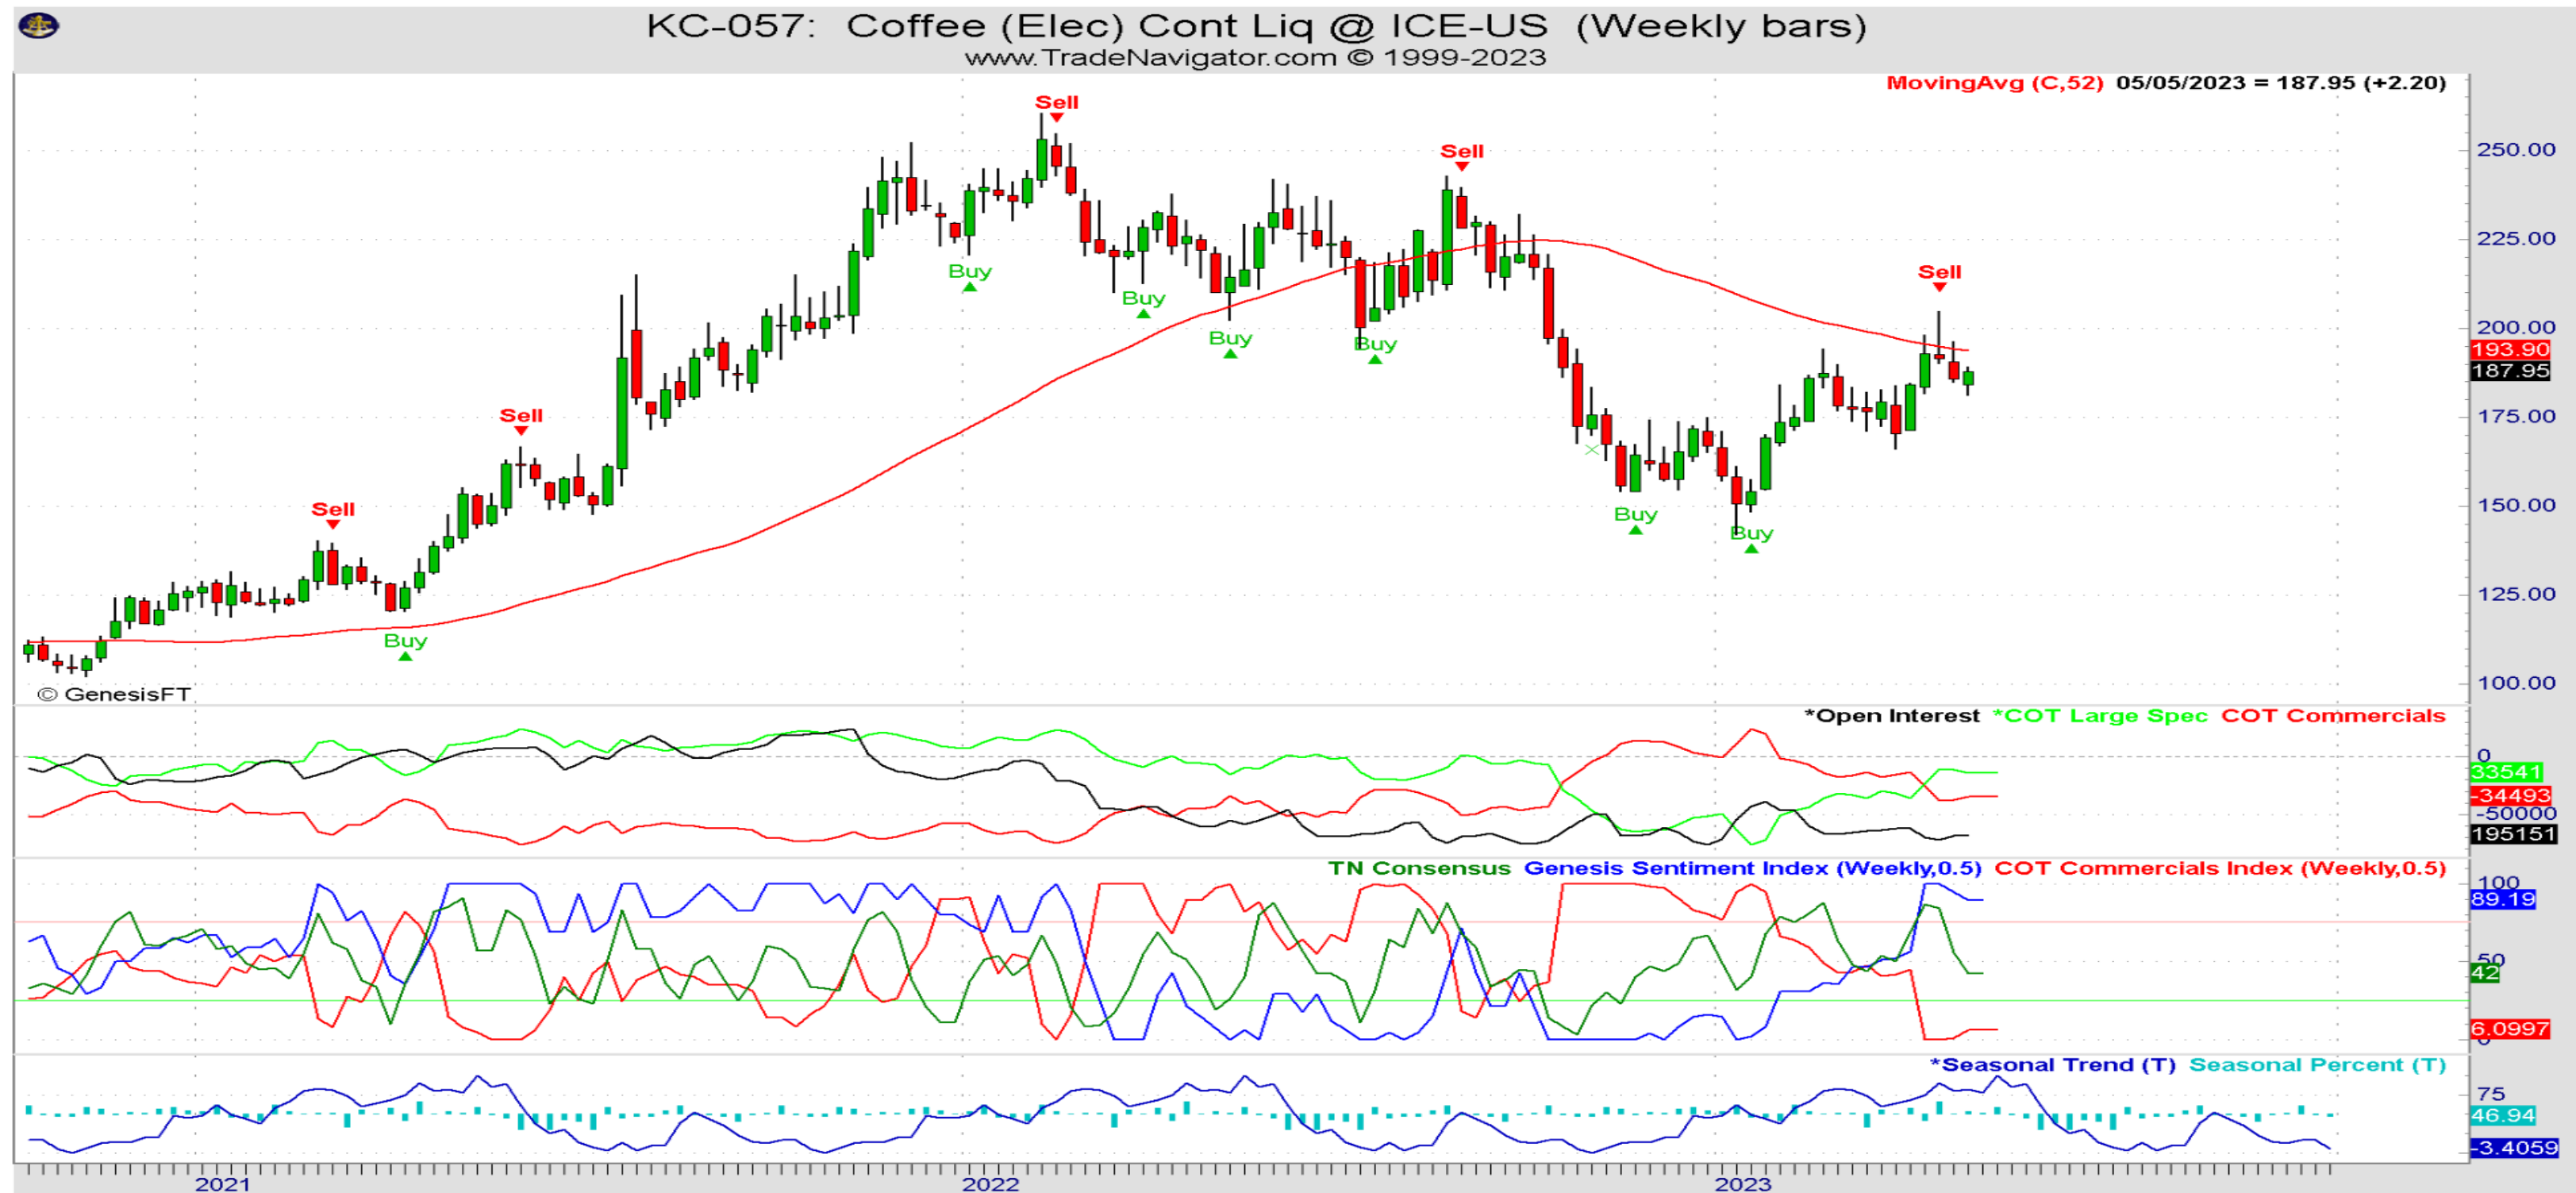 KC-057: Coffee (Elec) Cont Liq @ ICE-US (Weekly bars)
www.TradeNavigator.com © 1999-2023
MovingAvg (C,52) 05/05/2023 = 187.95 (+2.20)
Sell
Sell
250.00
225.00
Buy
Sell
Buy
200.00
Buy
Buy
193.90
187.95
Sell
175.00
Sell
150.00
Buy
Buy
125.00
Buy
100.00
© GenesisFT
*Open Interest *COT Large Spec COT Commercials
0
33541
-34493
-50000
195151
TN Consensus Genesis Sentiment Index (Weekly,0.5) COT Commercials Index (Weekly,0.5)
100
89.19
50
42
6.0997
0
*Seasonal Trend (T) Seasonal Percent (T)
75
46.94
-3.4059
2021 2022 2023